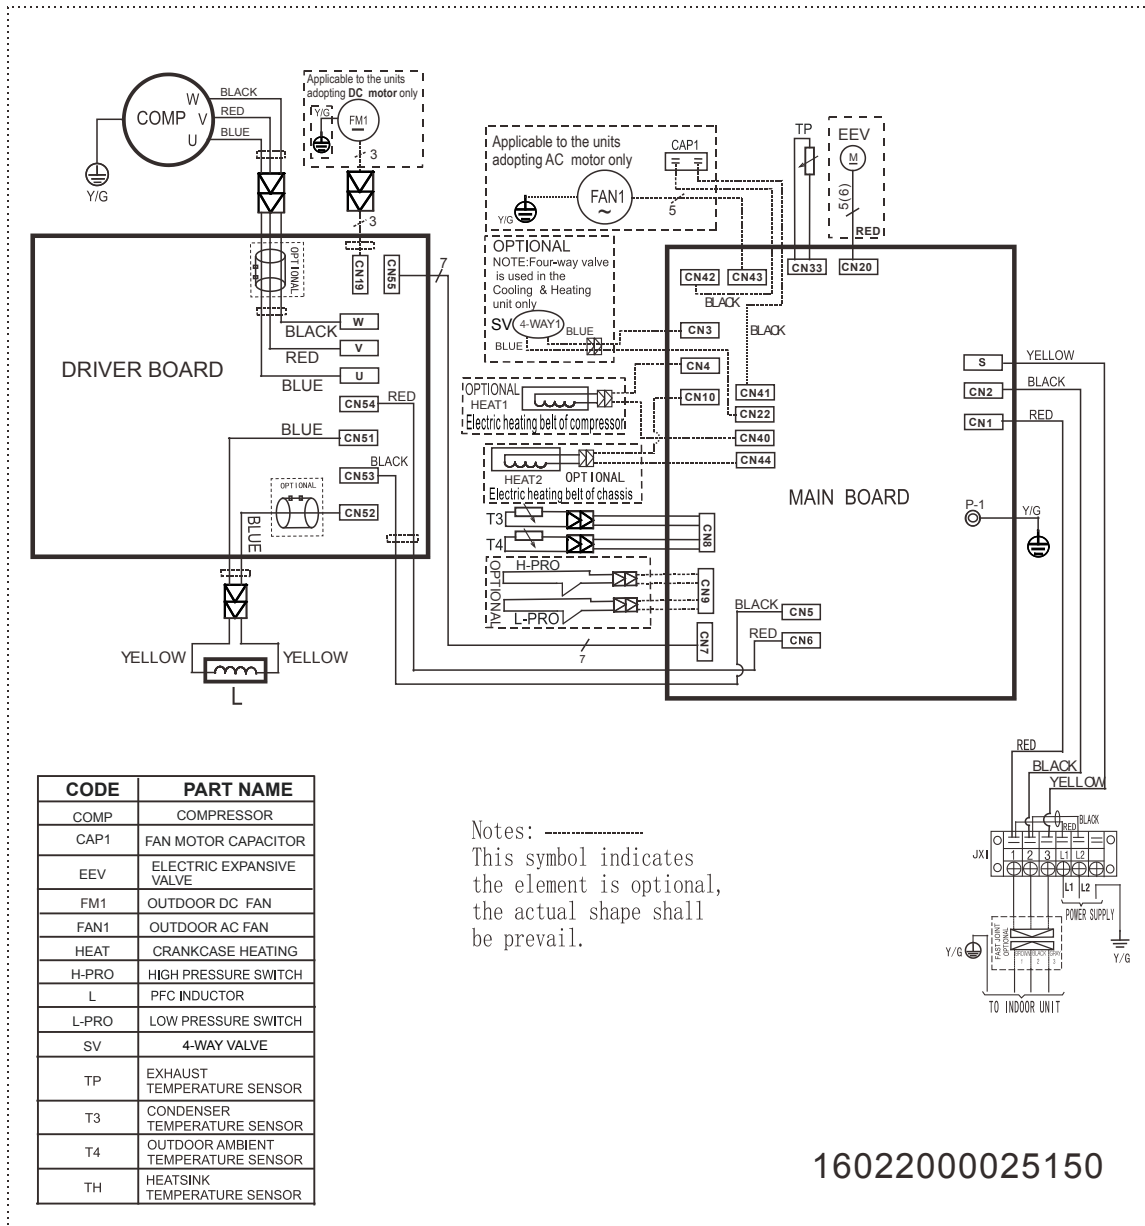 W
V
U
COMP
BLACK
RED
BLUE
Y/G
Applicable to the units
adopting DC motor only
Y/G
FM1
3
3
Applicable to the units
adopting AC motor only
CAP1
FAN1
~
5
Y/G
TP
EEV
M
5(6)
RED
OPTIONAL
NOTE:Four-way valve
is used in the
Cooling & Heating
unit only
SV
4-WAY1
BLUE
BLUE
OPTIONAL
CN19
CN55
7
DRIVER BOARD
BLACK
W
RED
V
BLUE
U
CN54
RED
BLUE
CN51
BLACK
CN53
OPTIONAL
CN52
BLUE
YELLOW
YELLOW
L
CN42
CN43
CN33
CN20
BLACK
BLACK
CN3
CN4
CN10
CN41
CN22
CN40
CN44
OPTIONAL
HEAT1
Electric heating belt of compressor
HEAT2
OPTIONAL
Electric heating belt of chassis
T3
T4
CN8
OPTIONAL
H-PRO
L-PRO
CN9
CN7
7
MAIN BOARD
S
YELLOW
CN2
BLACK
CN1
RED
P-1
Y/G
BLACK
CN5
RED
CN6
RED
BLACK
YELLOW
RED
BLACK
JX1
1 2 3 L1 L2
L1 L2
POWER SUPPLY
Y/G
Y/G
FAST JOINT
OPTIONAL
BROWN BLACK GRAY
1 2 3
TO INDOOR UNIT
CODE PART NAME
COMP COMPRESSOR
CAP1 FAN MOTOR CAPACITOR
EEV ELECTRIC EXPANSIVE
VALVE
FM1 OUTDOOR DC FAN
FAN1 OUTDOOR AC FAN
HEAT CRANKCASE HEATING
H-PRO HIGH PRESSURE SWITCH
L PFC INDUCTOR
L-PRO LOW PRESSURE SWITCH
SV 4-WAY VALVE
TP EXHAUST
TEMPERATURE SENSOR
T3 CONDENSER
TEMPERATURE SENSOR
T4 OUTDOOR AMBIENT
TEMPERATURE SENSOR
TH HEATSINK
TEMPERATURE SENSOR
Notes:
This symbol indicates
the element is optional,
the actual shape shall
be prevail.
16022000025150